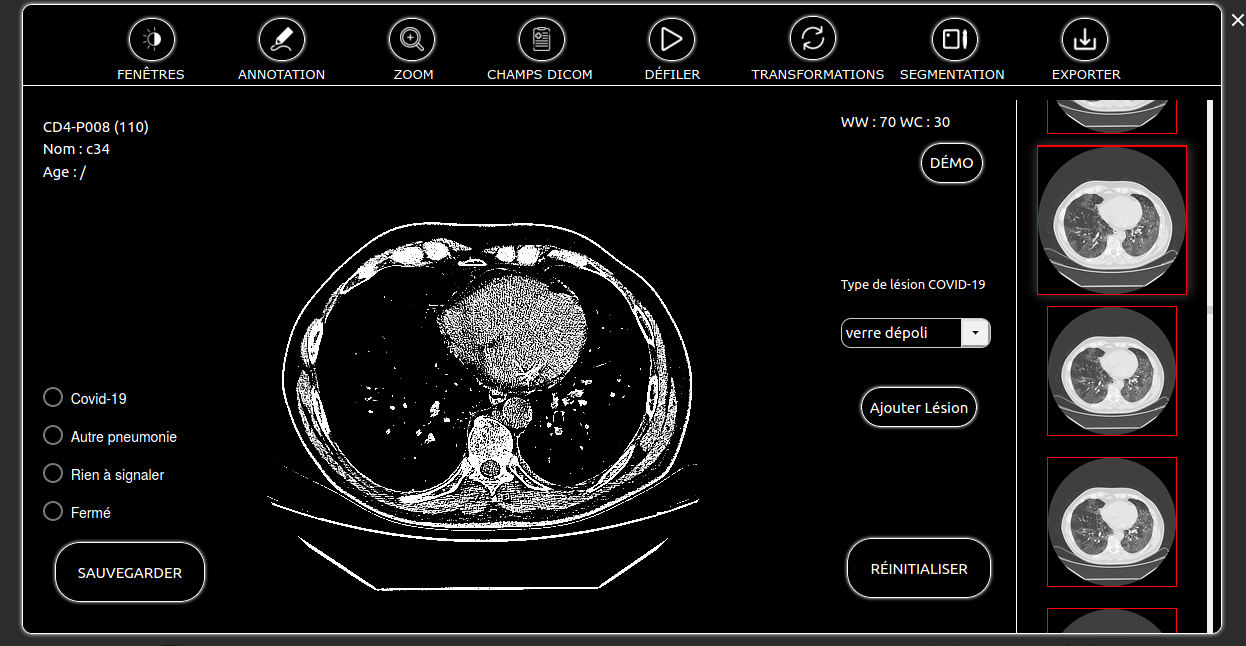 FENÊTRES
ANNOTATION
ZOOM
CHAMPS DICOM
DÉFILER
TRANSFORMATIONS
SEGMENTATION
EXPORTER
CD4-P008 (110)
Nom : c34
Age : /
WW : 70 WC : 30
DÉMO
Type de lésion COVID-19
verre dépoli
Ajouter Lésion
Covid-19
Autre pneumonie
Rien à signaler
Fermé
SAUVEGARDER
RÉINITIALISER